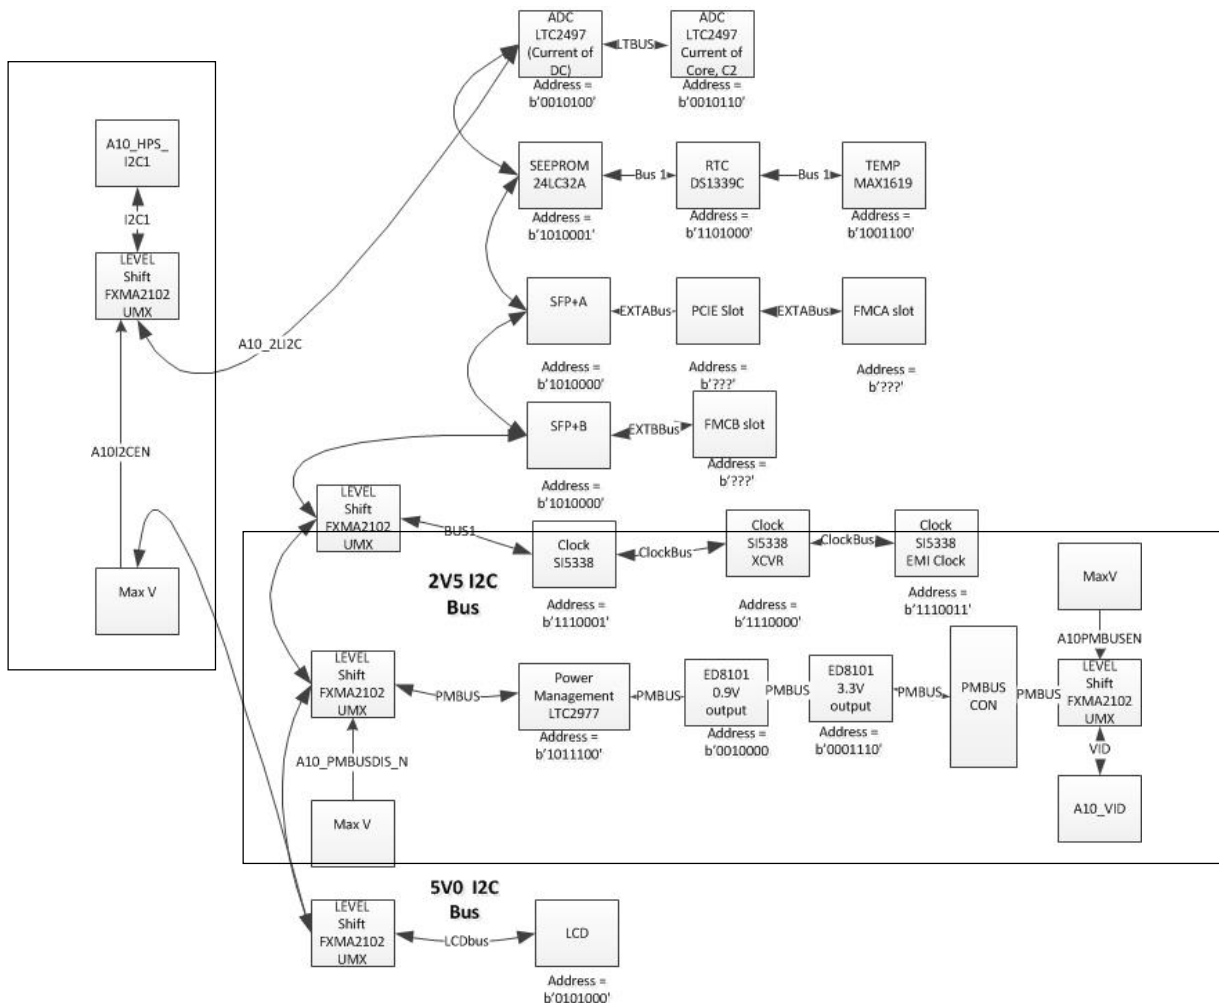 ADC
LTC2497
(Current of
DC)
Address =
b'0010100'
LTBUS
ADC
LTC2497
Current of
Core, C2
Address =
b'0010110'
A10_HPS_
I2C1
I2C1
LEVEL
Shift
FXMA2102
UMX
A10_2LI2C
A10I2CEN
Max V
SEEPROM
24LC32A
Address =
b'1010001'
Bus 1
RTC
DS1339C
Address =
b'1101000'
Bus 1
TEMP
MAX1619
Address =
b'1001100'
SFP+A
Address =
b'1010000'
EXTABus
PCIE Slot
Address =
b'???'
EXTABus
FMCA slot
Address =
b'???'
SFP+B
Address =
b'1010000'
EXTBBus
FMCB slot
Address =
b'???'
LEVEL
Shift
FXMA2102
UMX
BUS1
Clock
SI5338
Address =
b'1110001'
ClockBus
Clock
SI5338
XCVR
Address =
b'1110000'
ClockBus
Clock
SI5338
EMI Clock
Address =
b'1110011'
2V5 I2C
Bus
MaxV
A10PMBUSEN
LEVEL
Shift
FXMA2102
UMX
PMBUS
Power
Management
LTC2977
Address =
b'1011100'
PMBUS
ED8101
0.9V
output
Address =
b'0010000
PMBUS
ED8101
3.3V
output
Address =
b'0001110'
PMBUS
PMBUS
CON
PMBUS
LEVEL
Shift
FXMA2102
UMX
VID
A10_VID
A10_PMBUSDIS_N
Max V
5V0 I2C
Bus
LEVEL
Shift
FXMA2102
UMX
LCDbus
LCD
Address =
b'0101000'